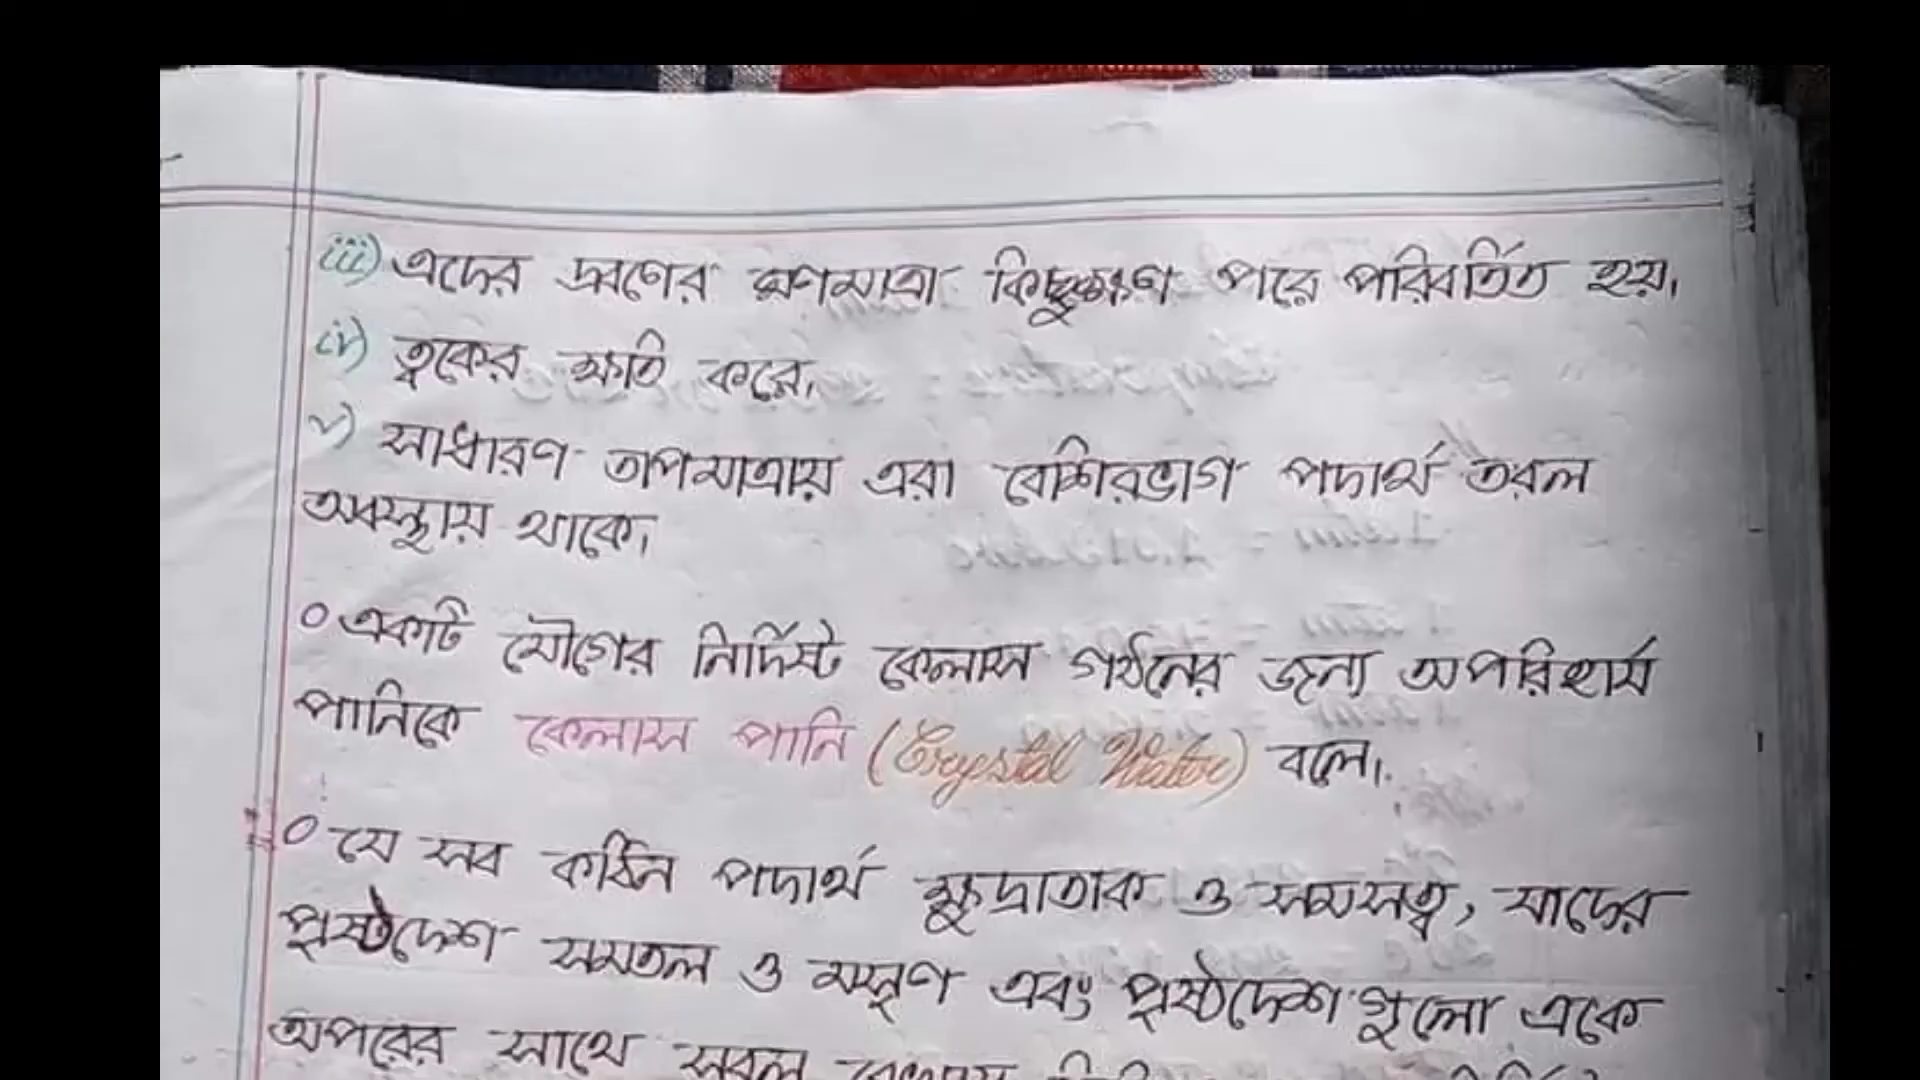 iii) এদের দ্রবণের ঘণমাত্রা কিছুক্ষণ পরে পরিবর্তিত হয়।
iv) ত্বকের ক্ষতি করে।
v) সাধারণ তাপমাত্রায় এরা বেশিরভাগ পদার্থ তরল
অবস্থায় থাকে।
০ একটি যৌগের নির্দিষ্ট কেলাস গঠনের জন্য অপরিহার্য
পানিকে কেলাস পানি (Crystal Water) বলে।
০ যে সব কঠিন পদার্থ ক্ষুদ্রাতাক ও সমসত্ত্ব, যাদের
পৃষ্ঠদেশ সমতল ও মসৃণ এবং পৃষ্ঠদেশ গুলো একে
অপরের সাথে সরল